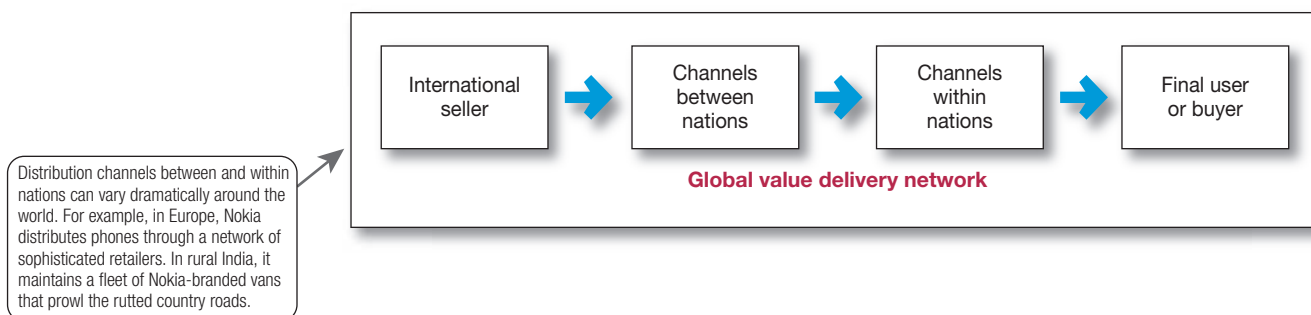 International
seller
Channels
between
nations
Channels
within
nations
Final user
or buyer
Global value delivery network
Distribution channels between and within
nations can vary dramatically around the
world. For example, in Europe, Nokia
distributes phones through a network of
sophisticated retailers. In rural India, it
maintains a fleet of Nokia-branded vans
that prowl the rutted country roads.